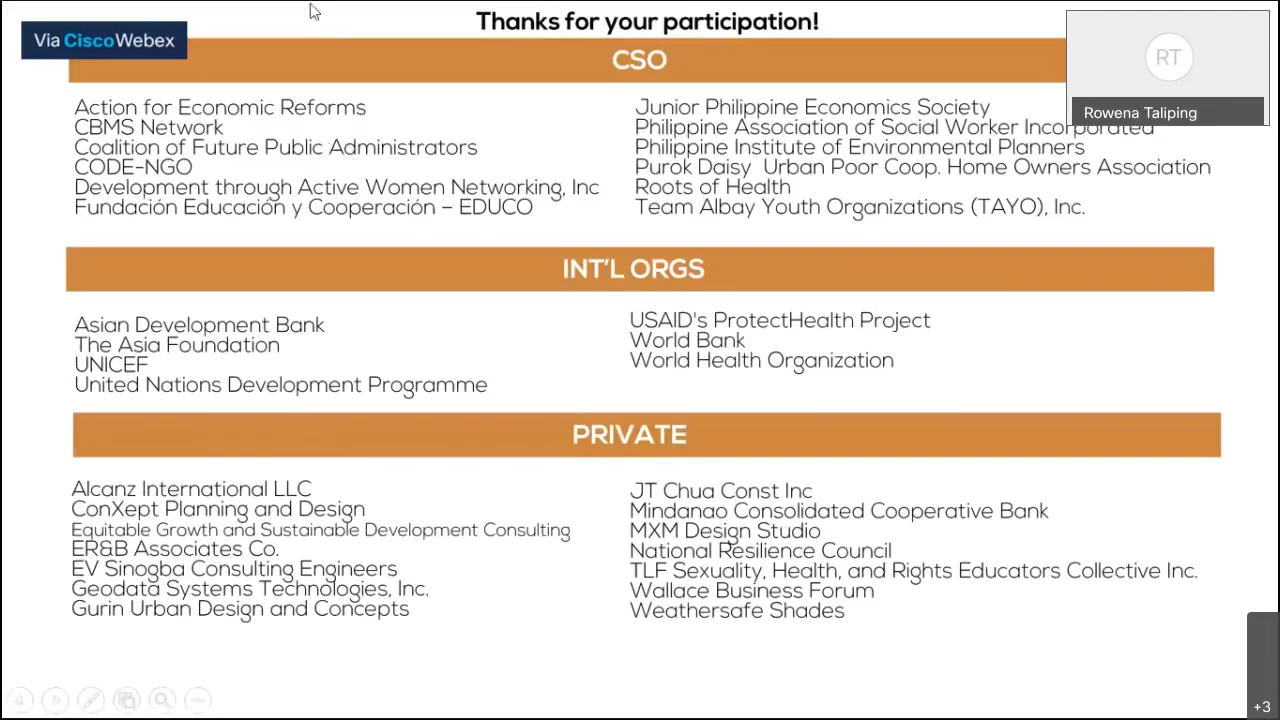 Thanks for your participation!
Via CiscoWebex
CSO
RT
Rowena Taliping
Action for Economic Reforms
CBMS Network
Coalition of Future Public Administrators
CODE-NGO
Development through Active Women Networking, Inc
Fundación Educación y Cooperación – EDUCO
Junior Philippine Economics Society
Philippine Association of Social Worker Incorporated
Philippine Institute of Environmental Planners
Purok Daisy Urban Poor Coop. Home Owners Association
Roots of Health
Team Albay Youth Organizations (TAYO), Inc.
INT'L ORGS
Asian Development Bank
The Asia Foundation
UNICEF
United Nations Development Programme
USAID's ProtectHealth Project
World Bank
World Health Organization
PRIVATE
Alcanz International LLC
ConXept Planning and Design
Equitable Growth and Sustainable Development Consulting
ER&B Associates Co.
EV Sinogba Consulting Engineers
Geodata Systems Technologies, Inc.
Gurin Urban Design and Concepts
JT Chua Const Inc
Mindanao Consolidated Cooperative Bank
MXM Design Studio
National Resilience Council
TLF Sexuality, Health, and Rights Educators Collective Inc.
Wallace Business Forum
Weathersafe Shades
+3